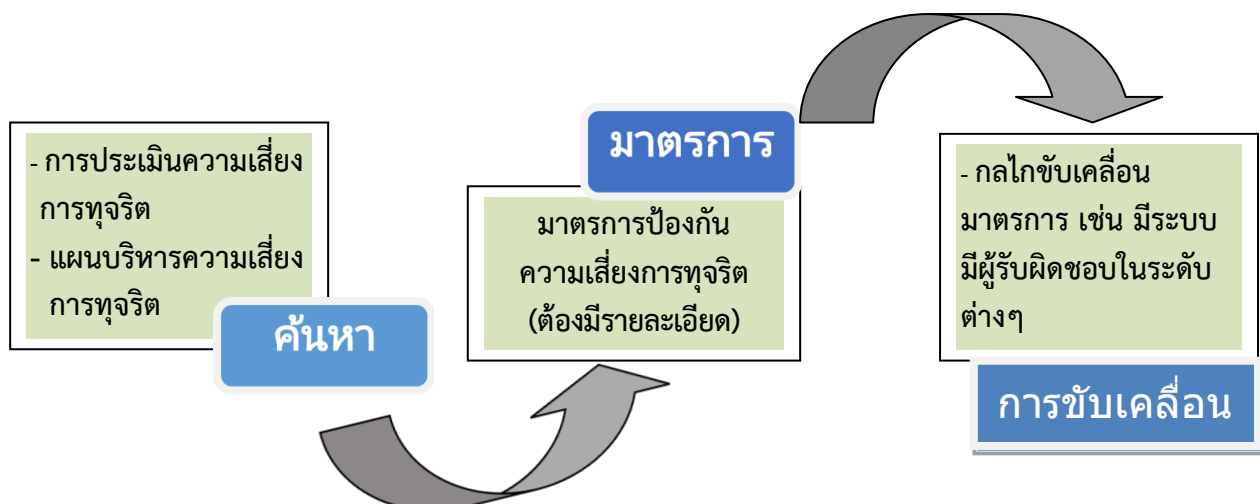 - การประเมินความเสี่ยง
การทุจริต
- แผนบริหารความเสี่ยง
การทุจริต
ค้นหา
มาตรการ
มาตรการป้องกัน
ความเสี่ยงการทุจริต
(ต้องมีรายละเอียด)
- กลไกขับเคลื่อน
มาตรการ เช่น มีระบบ
มีผู้รับผิดชอบในระดับ
ต่างๆ
การขับเคลื่อน